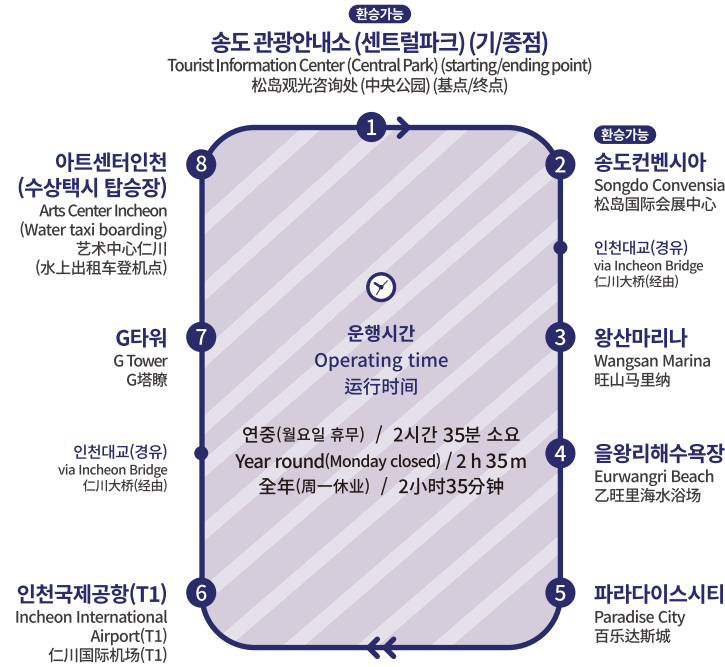 환승가능
송도 관광안내소 (센트럴파크) (기/종점)
Tourist Information Center (Central Park) (starting/ending point)
松岛观光咨询处 (中央公园) (基点/终点)
1
환승가능
2
송도컨벤시아
Songdo Convensia
松岛国际会展中心
인천대교(경유)
via Incheon Bridge
仁川大桥(经由)
3
왕산마리나
Wangsan Marina
旺山马里纳
4
을왕리해수욕장
Eurwangri Beach
乙旺里海水浴场
5
파라다이스시티
Paradise City
百乐达斯城
6
인천국제공항(T1)
Incheon International
Airport(T1)
仁川国际机场(T1)
인천대교(경유)
via Incheon Bridge
仁川大桥(经由)
7
G타워
G Tower
G塔瞭
8
아트센터인천
(수상택시 탑승장)
Arts Center Incheon
(Water taxi boarding)
艺术中心仁川
(水上出租车登机点)
운행시간
Operating time
运行时间
연중(월요일 휴무) / 2시간 35분 소요
Year round(Monday closed) / 2 h 35 m
全年(周一休业) / 2小时35分钟